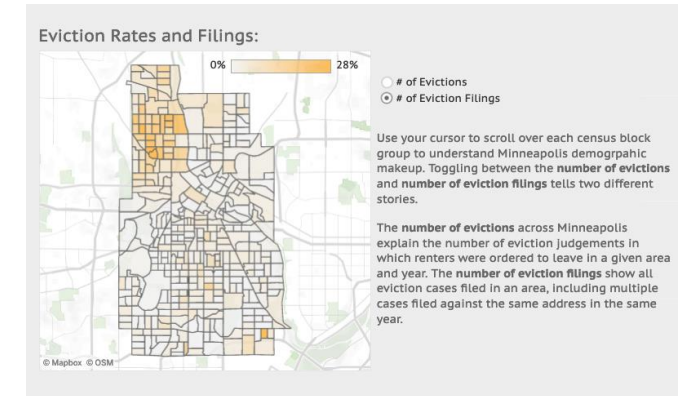 Eviction Rates and Filings:
0% 28%
# of Evictions
# of Eviction Filings
Use your cursor to scroll over each census block
group to understand Minneapolis demogrpahic
makeup. Toggling between the number of evictions
and number of eviction filings tells two different
stories.
The number of evictions across Minneapolis
explain the number of eviction judgements in
which renters were ordered to leave in a given area
and year. The number of eviction filings show all
eviction cases filed in an area, including multiple
cases filed against the same address in the same
year.
© Mapbox © OSM